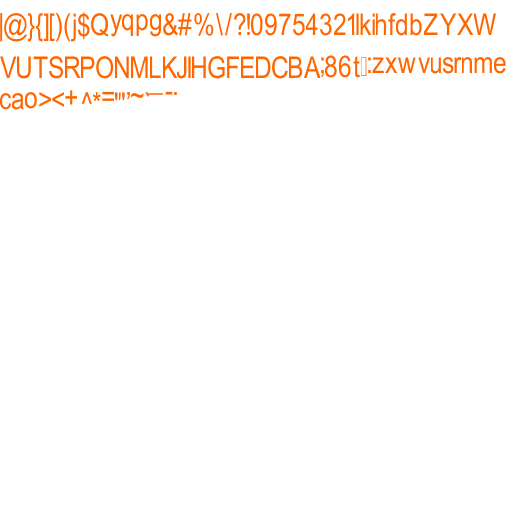 |@}{][)(j$Qyqpg&#%\/?!09754321lkihfdbZYXW
VUTSRPONMLKJIHGFEDCBA;86t▯:zxwvusrnme
cao><+^*="'~-.